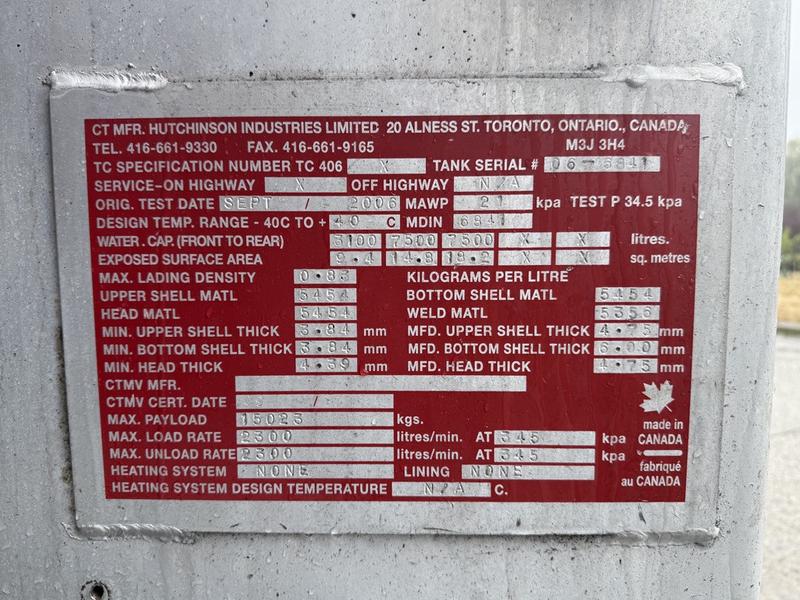 CT MFR. HUTCHINSON INDUSTRIES LIMITED 20 ALNESS ST. TORONTO, ONTARIO., CANADA,
TEL. 416-661-9330 FAX. 416-661-9165 M3J 3H4
TC SPECIFICATION NUMBER TC 406 X TANK SERIAL # 06-6841
SERVICE-ON HIGHWAY X OFF HIGHWAY N/A
ORIG. TEST DATE SEPT / 2006 MAWP 21 kpa TEST P 34.5 kpa
DESIGN TEMP. RANGE - 40C TO + 40 C MDIN 6841
WATER. CAP. (FRONT TO REAR) 3100 7500 7500 X X litres.
EXPOSED SURFACE AREA 9.4 14.8 18.2 X X sq. metres
MAX. LADING DENSITY 0.83 KILOGRAMS PER LITRE
UPPER SHELL MATL 5454 BOTTOM SHELL MATL 5454
HEAD MATL 5454 WELD MATL 5356
MIN. UPPER SHELL THICK 3.84 mm MFD. UPPER SHELL THICK 4.75 mm
MIN. BOTTOM SHELL THICK 3.84 mm MFD. BOTTOM SHELL THICK 6.00 mm
MIN. HEAD THICK 4.39 mm MFD. HEAD THICK 4.75 mm
CTMV MFR.
CTMV CERT. DATE /
MAX. PAYLOAD 15023 kgs.
MAX. LOAD RATE 2300 litres/min. AT 345 kpa
MAX. UNLOAD RATE 2300 litres/min. AT 345 kpa
HEATING SYSTEM NONE LINING NONE
HEATING SYSTEM DESIGN TEMPERATURE N/A C.
made in
CANADA
fabriqué
au CANADA